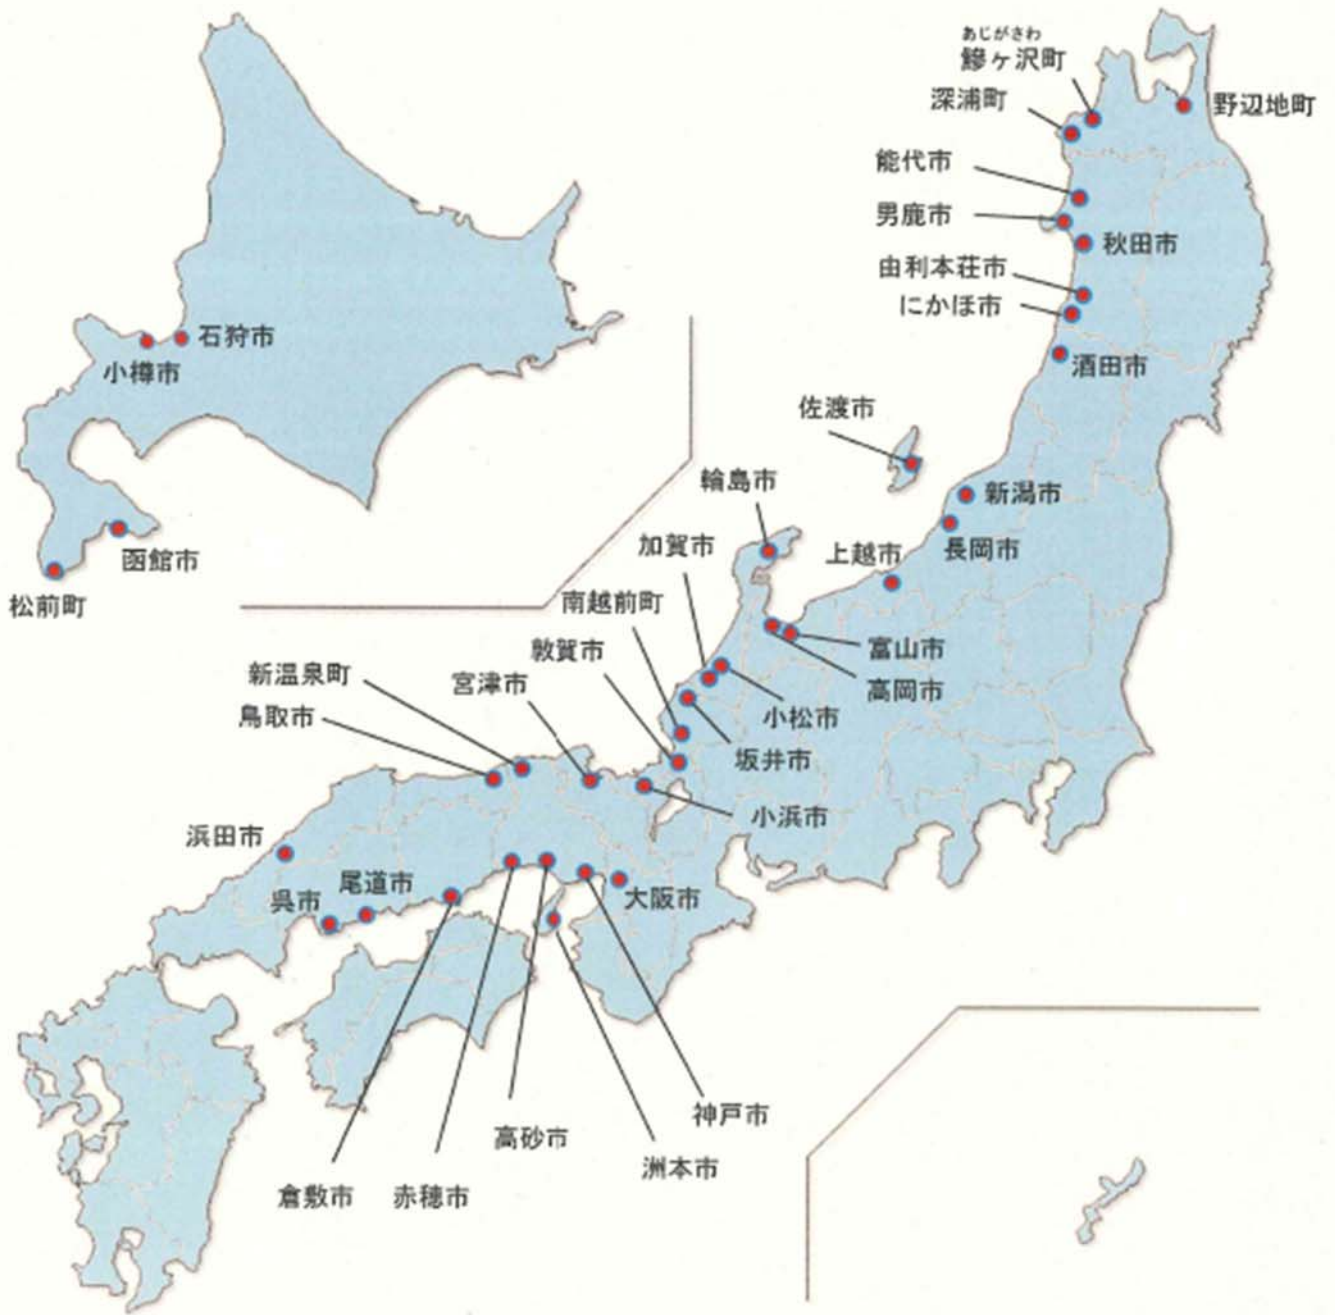 あじがさわ
鰺ヶ沢町
深浦町
野辺地町
能代市
男鹿市
秋田市
由利本荘市
にかほ市
酒田市
石狩市
小樽市
函館市
松前町
佐渡市
輪島市
新潟市
加賀市
上越市
長岡市
南越前町
富山市
敦賀市
高岡市
新温泉町
宮津市
鳥取市
小松市
坂井市
小浜市
浜田市
尾道市
呉市
大阪市
神戸市
高砂市
洲本市
倉敷市
赤穂市